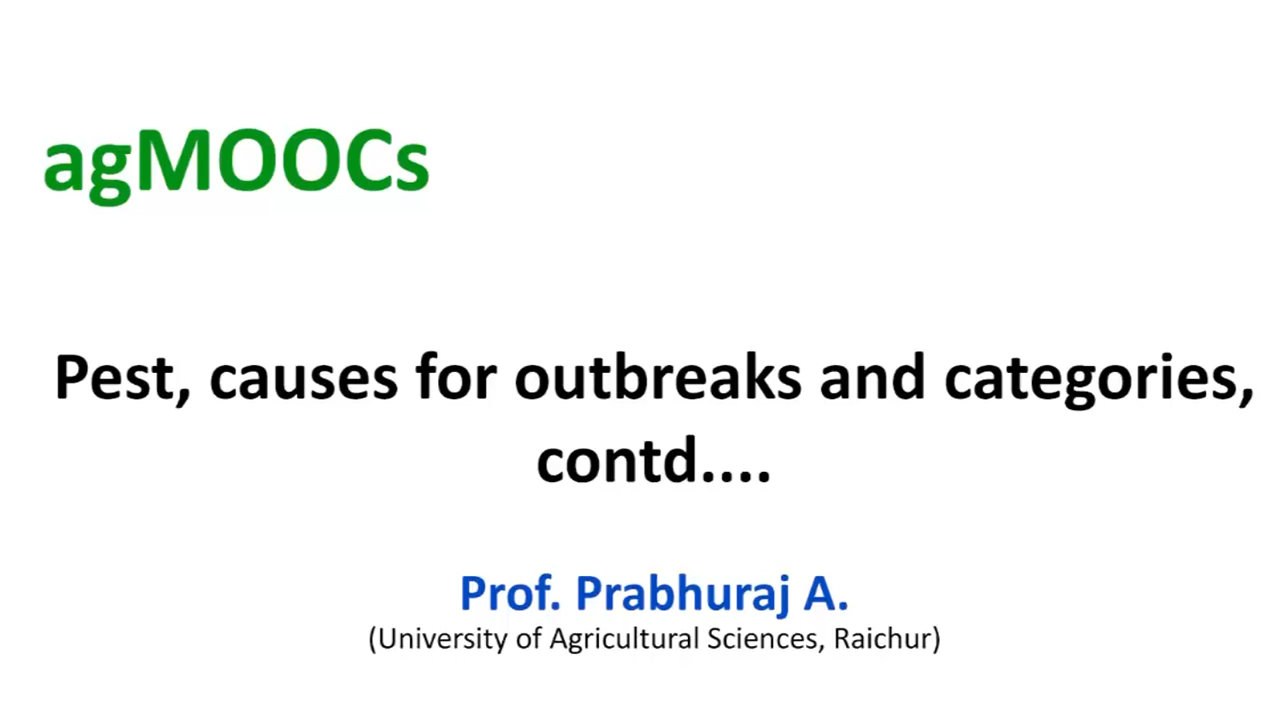 agMOOCs
Pest, causes for outbreaks and categories,
contd....
Prof. Prabhuraj A.
(University of Agricultural Sciences, Raichur)